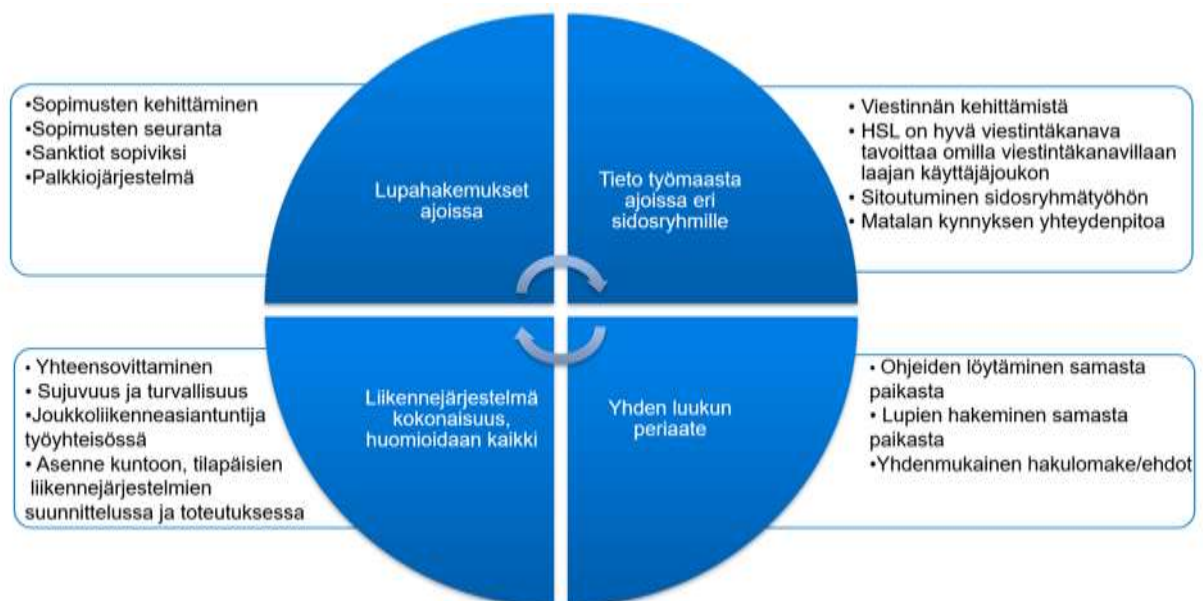 •Sopimusten kehittäminen
•Sopimusten seuranta
•Sanktiot sopiviksi
•Palkkiojärjestelmä
Lupahakemukset
ajoissa
Tieto työmaasta
ajoissa eri
sidosryhmille
• Viestinnän kehittämistä
• HSL on hyvä viestintäkanava
tavoittaa omilla viestintäkanavillaan
laajan käyttäjäjoukon
• Sitoutuminen sidosryhmätyöhön
• Matalan kynnyksen yhteydenpitoa
• Yhteensovittaminen
• Sujuvuus ja turvallisuus
•Joukkoliikenneasiantuntija
työyhteisössä
• Asenne kuntoon, tilapäisien
liikennejärjestelmien
suunnittelussa ja toteutuksessa
Liikennejärjestelmä
kokonaisuus,
huomioidaan kaikki
Yhden luukun
periaate
• Ohjeiden löytäminen samasta
paikasta
• Lupien hakeminen samasta
paikasta
•Yhdenmukainen hakulomake/ehdot